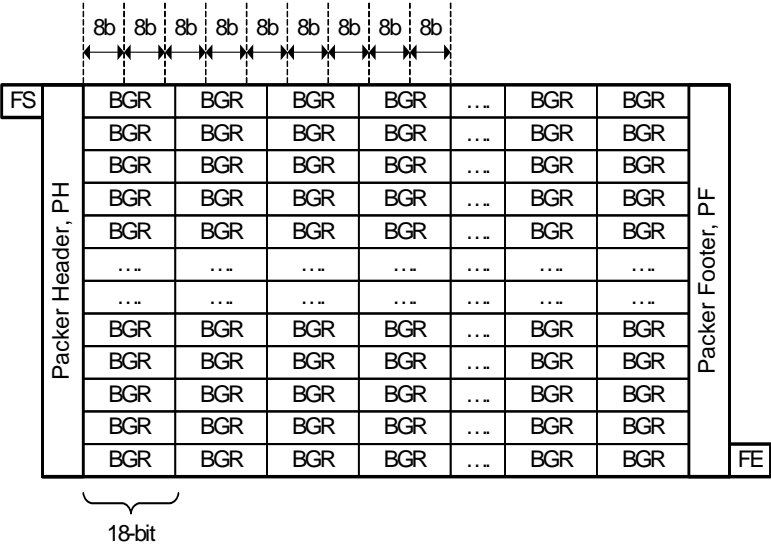 8b 8b 8b 8b 8b 8b 8b 8b 8b
FS BGR BGR BGR BGR .... BGR BGR
BGR BGR BGR BGR .... BGR BGR
BGR BGR BGR BGR .... BGR BGR
BGR BGR BGR BGR .... BGR BGR
BGR BGR BGR BGR .... BGR BGR
.... .... .... .... .... .... ....
.... .... .... .... .... .... ....
BGR BGR BGR BGR .... BGR BGR
BGR BGR BGR BGR .... BGR BGR
BGR BGR BGR BGR .... BGR BGR
BGR BGR BGR BGR .... BGR BGR
BGR BGR BGR BGR .... BGR BGR FE
Packer Header, PH
Packer Footer, PF
18-bit